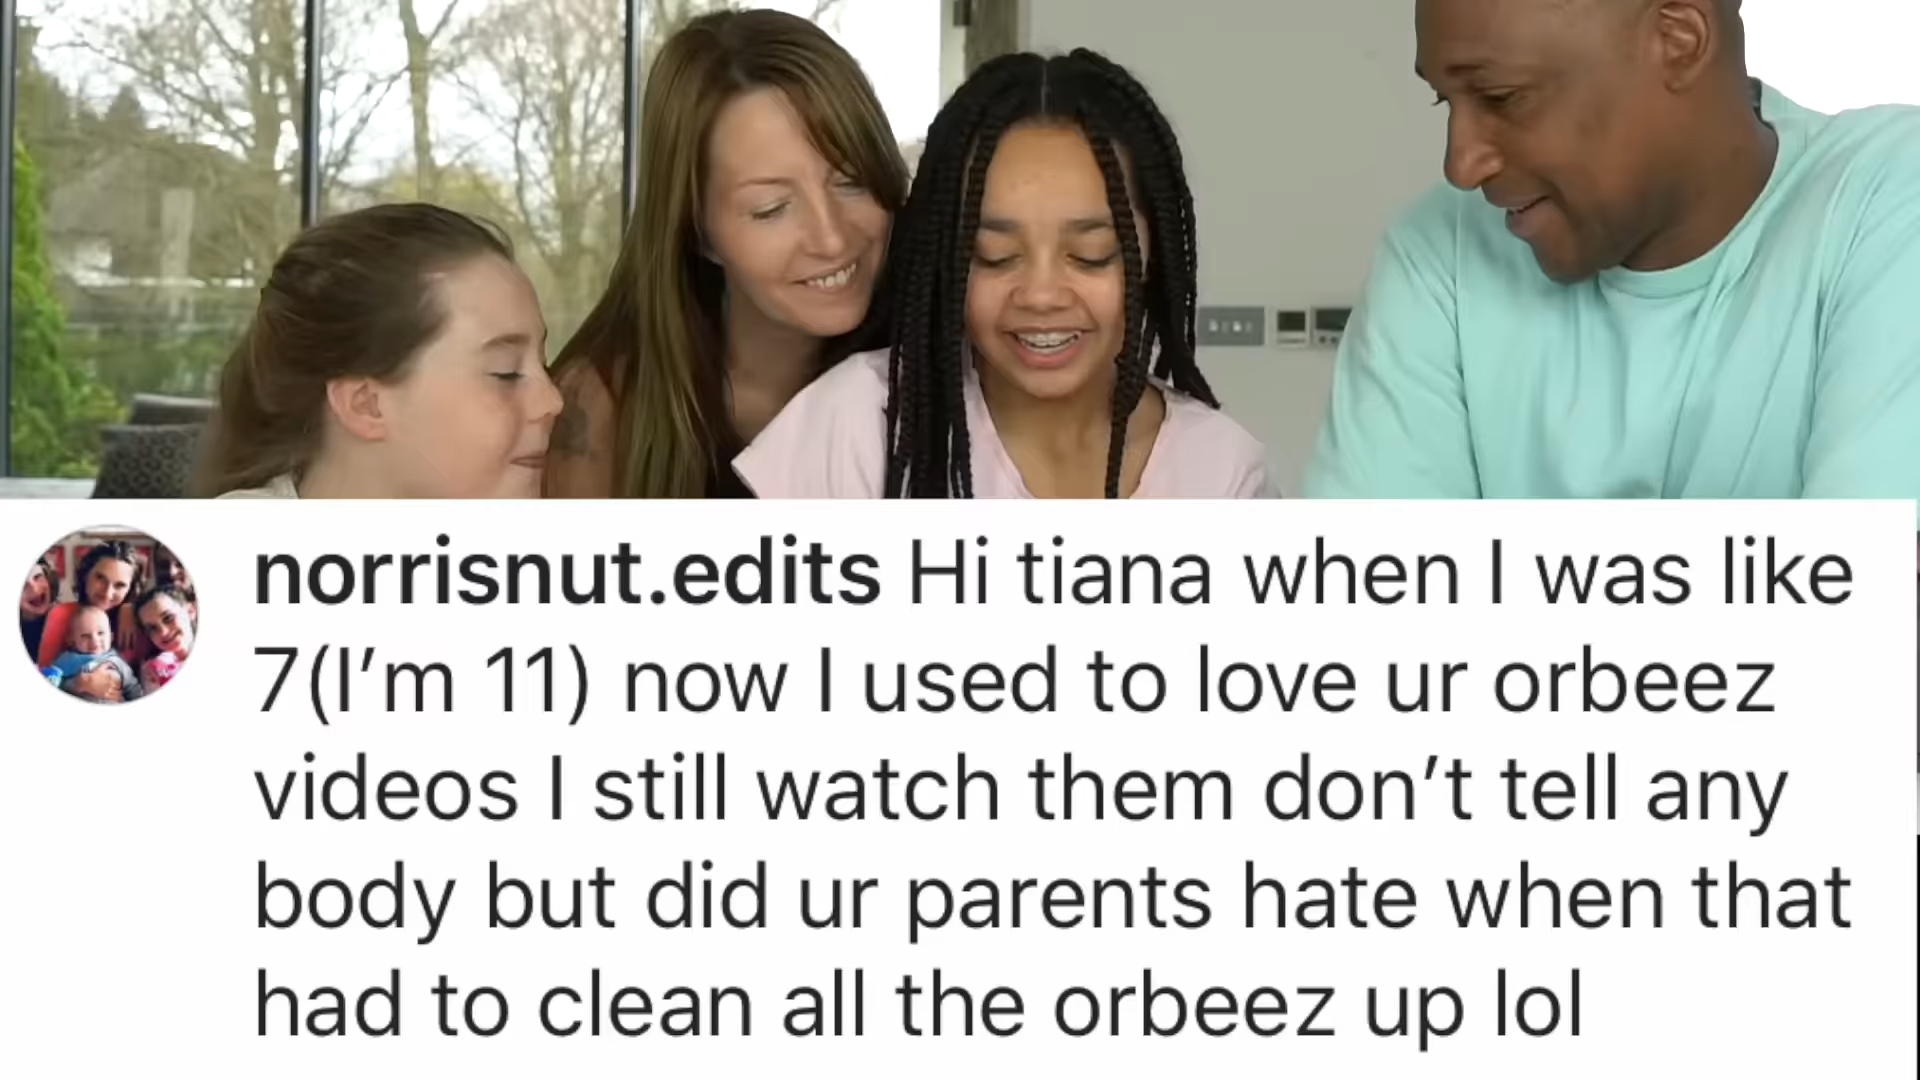 norrisnut.edits Hi tiana when I was like
7(I’m 11) now I used to love ur orbeez
videos I still watch them don’t tell any
body but did ur parents hate when that
had to clean all the orbeez up lol